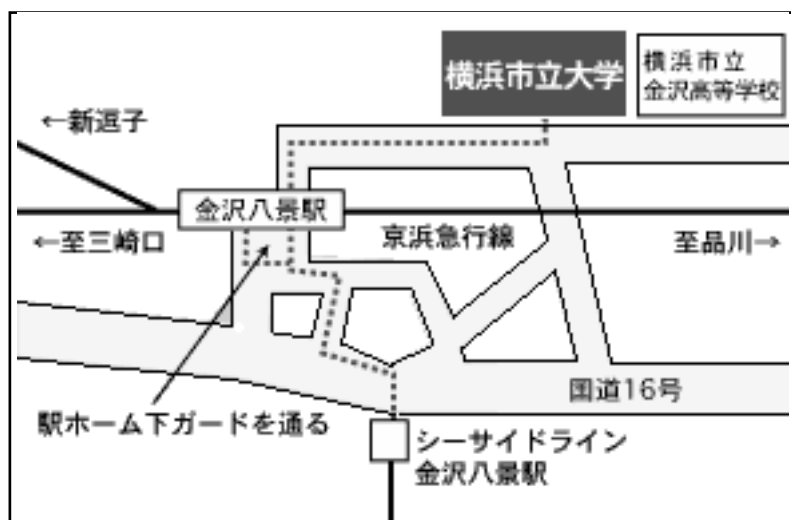 横浜市立大学
横浜市立
金沢高等学校
←新逗子
金沢八景駅
←至三崎口
京浜急行線
至品川→
国道16号
駅ホーム下ガードを通る
シーサイドライン
金沢八景駅